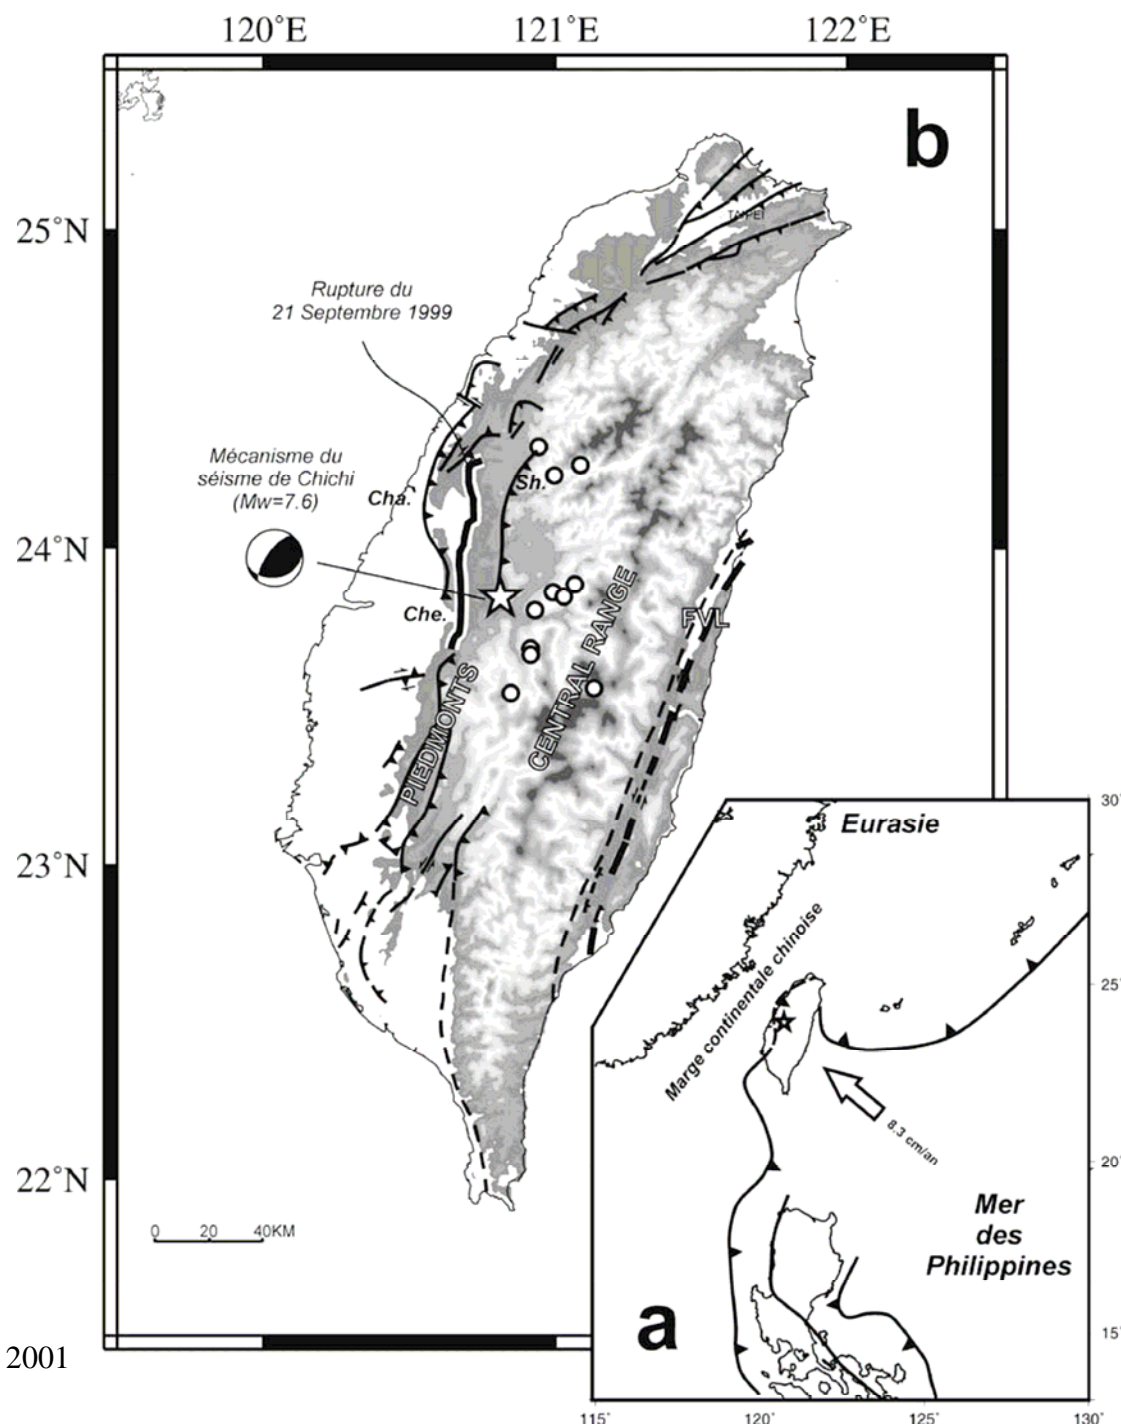 120°E 121°E 122°E
b
25°N
TAIPEI
Rupture du
21 Septembre 1999
Mécanisme du
séisme de Chichi
(Mw=7.6)
Cha.
Sh.
24°N
Che.
FVL
CENTRAL RANGE
PIEDMONTS
23°N
22°N
0 20 40KM
30°
Eurasie
Marge continentale chinoise
25°
8.3 cm/an
20°
Mer
des
Philippines
15°
a
115° 120° 125° 130°
2001